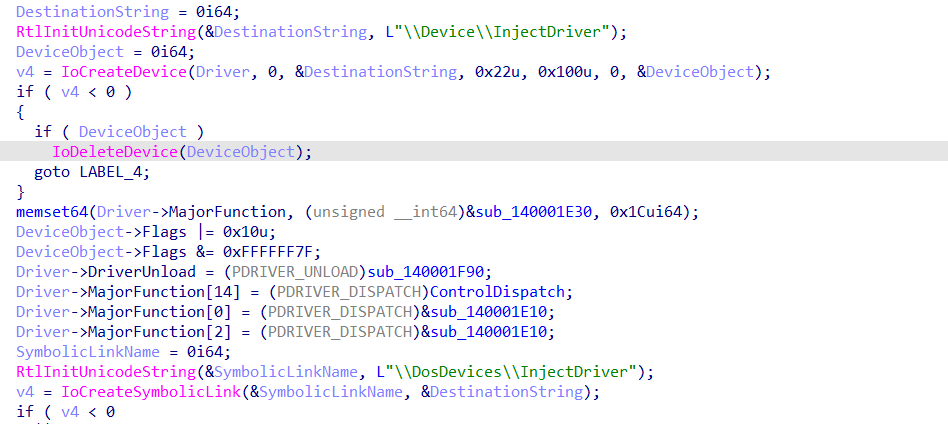 DestinationString = 0i64;
RtlInitUnicodeString(&DestinationString, L"\\Device\\InjectDriver");
DeviceObject = 0i64;
v4 = IoCreateDevice(Driver, 0, &DestinationString, 0x22u, 0x100u, 0, &DeviceObject);
if ( v4 < 0 )
{
if ( DeviceObject )
IoDeleteDevice(DeviceObject);
goto LABEL_4;
}
memset64(Driver->MajorFunction, (unsigned __int64)&sub_140001E30, 0x1Cui64);
DeviceObject->Flags |= 0x10u;
DeviceObject->Flags &= 0xFFFFFF7F;
Driver->DriverUnload = (PDRIVER_UNLOAD)sub_140001F90;
Driver->MajorFunction[14] = (PDRIVER_DISPATCH)ControlDispatch;
Driver->MajorFunction[0] = (PDRIVER_DISPATCH)&sub_140001E10;
Driver->MajorFunction[2] = (PDRIVER_DISPATCH)&sub_140001E10;
SymbolicLinkName = 0i64;
RtlInitUnicodeString(&SymbolicLinkName, L"\\DosDevices\\InjectDriver");
v4 = IoCreateSymbolicLink(&SymbolicLinkName, &DestinationString);
if ( v4 < 0